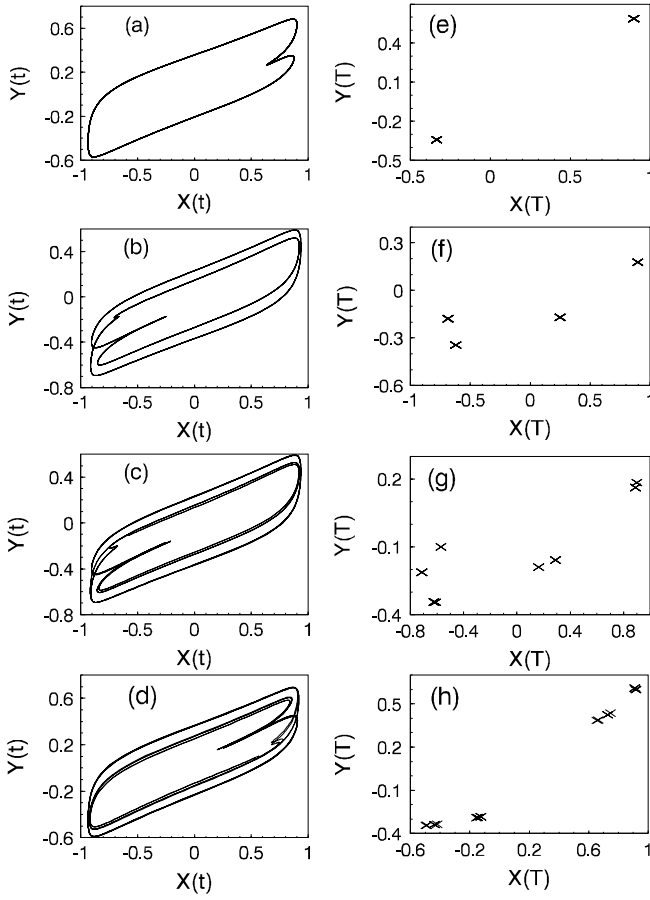 (a)
Y(t)
0.6
0.2
-0.2
-0.6
-1 -0.5 0 0.5 1
X(t)
(e)
Y(T)
0.4
0.1
-0.2
-0.5
-0.5 0 0.5 1
X(T)
(b)
Y(t)
0.4
0
-0.4
-0.8
-1 -0.5 0 0.5 1
X(t)
(f)
Y(T)
0.3
0
-0.3
-0.6
-0.5 0 0.5 1
X(T)
(c)
Y(t)
0.4
0
-0.4
-0.8
-1 -0.5 0 0.5 1
X(t)
(g)
Y(T)
0.2
-0.1
-0.4
-0.8 -0.4 0 0.4 0.8
X(T)
(d)
Y(t)
0.6
0.2
-0.2
-0.6
-1 -0.5 0 0.5 1
X(t)
(h)
Y(T)
0.5
0.2
-0.1
-0.4
-0.6 -0.2 0.2 0.6 1
X(T)